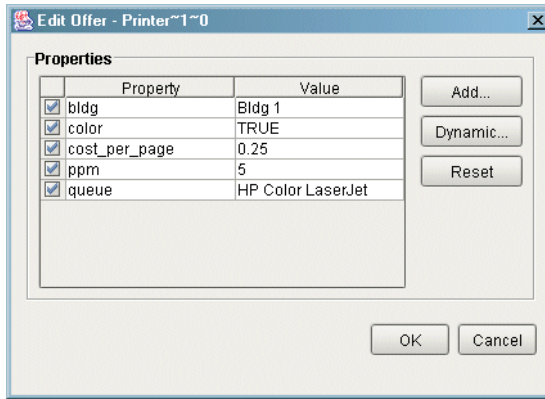 Edit Offer - Printer~1~0
Properties
Property Value
bldg Bldg 1
color TRUE
cost_per_page 0.25
ppm 5
queue HP Color LaserJet
Add...
Dynamic...
Reset
OK Cancel